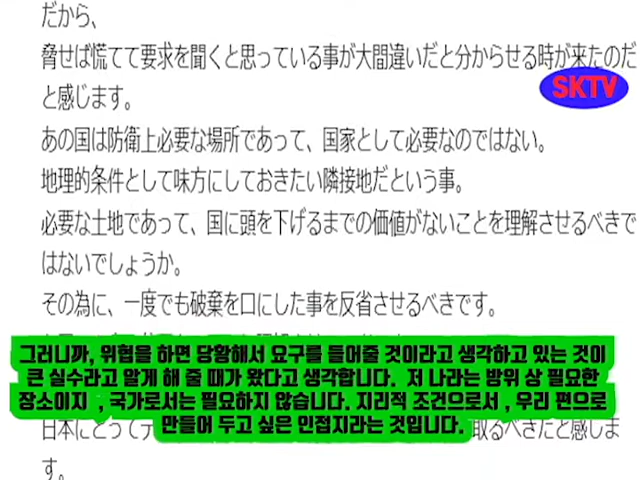 だから、
脅せば慌てて要求を聞くと思っている事が大間違いだと分からせる時が来たのだ
と感じます。
SKTV
あの国は防衛上必要な場所であって、国家として必要なのではない。
地理的条件として味方にしておきたい隣接地だという事。
必要な土地であって、国に頭を下げるまでの価値がないことを理解させるべきで
はないでしょうか。
その為に、一度でも破棄を口にした事を反省させるべきです。
그러니까, 위협을 하면 당황해서 요구를 들어줄 것이라고 생각하고 있는 것이
큰 실수라고 알게 해 줄 때가 왔다고 생각합니다. 저 나라는 방위 상 필요한
장소이지 , 국가로서는 필요하지 않습니다. 지리적 조건으로서 , 우리 편으로
만들어 두고 싶은 인접지라는 것입니다.
日本にとって 取るべきだと感じま
す。